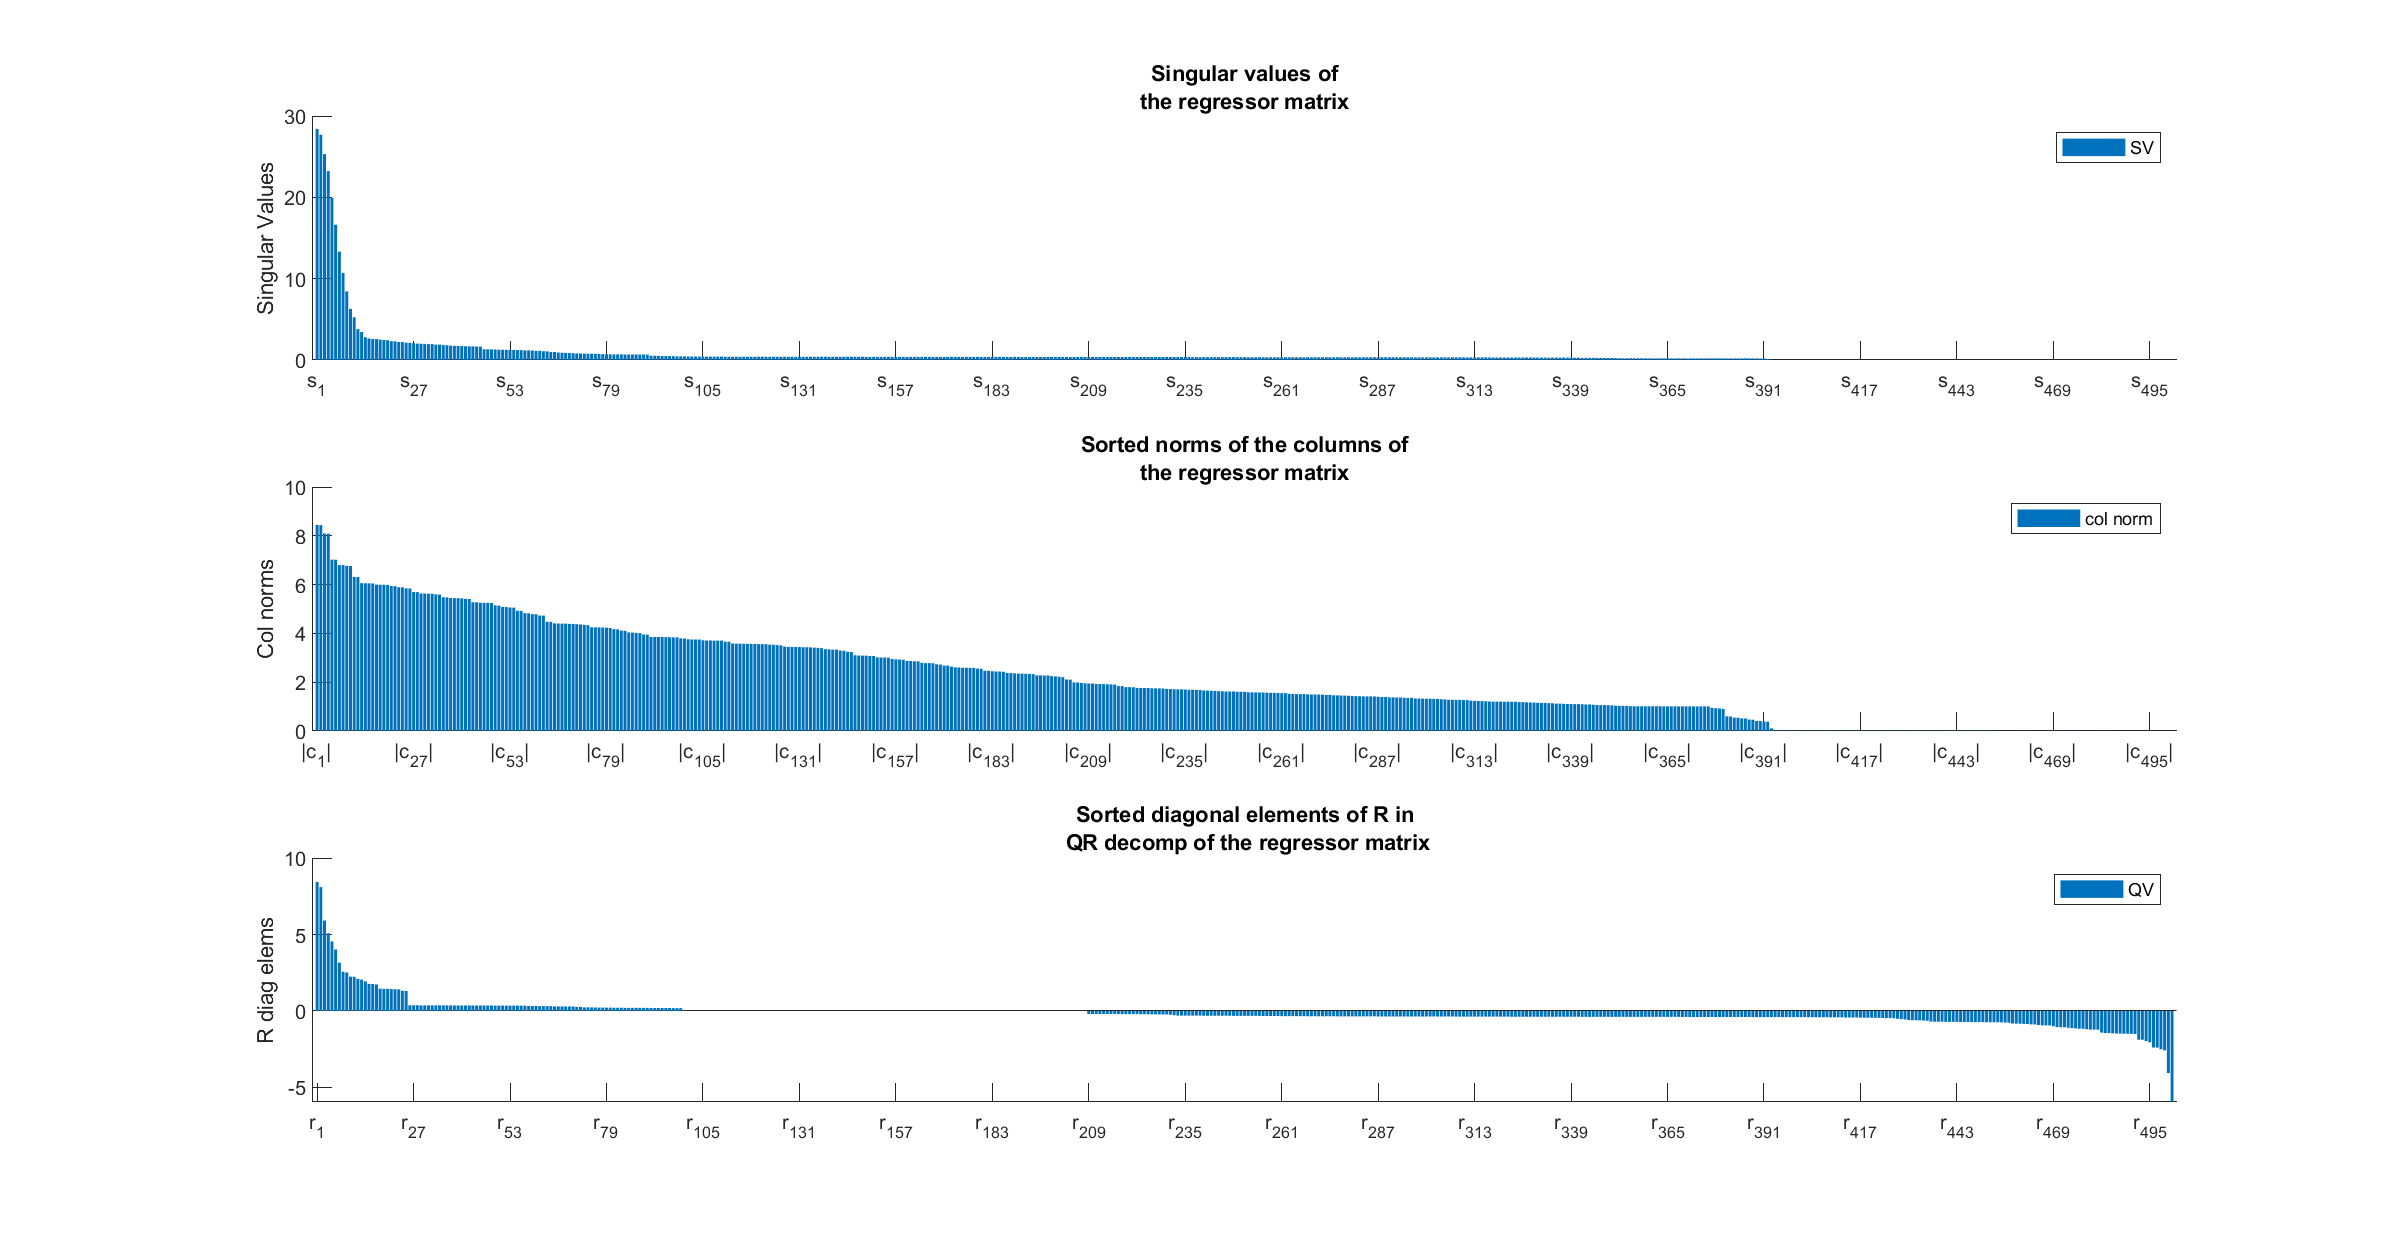 Singular values of
the regressor matrix
SV
Singular Values
30
20
10
0
s1 s27 s53 s79 s105 s131 s157 s183 s209 s235 s261 s287 s313 s339 s365 s391 s417 s443 s469 s495
Sorted norms of the columns of
the regressor matrix
col norm
Col norms
10
8
6
4
2
0
|c1| |c27| |c53| |c79| |c105| |c131| |c157| |c183| |c209| |c235| |c261| |c287| |c313| |c339| |c365| |c391| |c417| |c443| |c469| |c495|
Sorted diagonal elements of R in
QR decomp of the regressor matrix
QV
R diag elems
10
5
0
-5
r1 r27 r53 r79 r105 r131 r157 r183 r209 r235 r261 r287 r313 r339 r365 r391 r417 r443 r469 r495